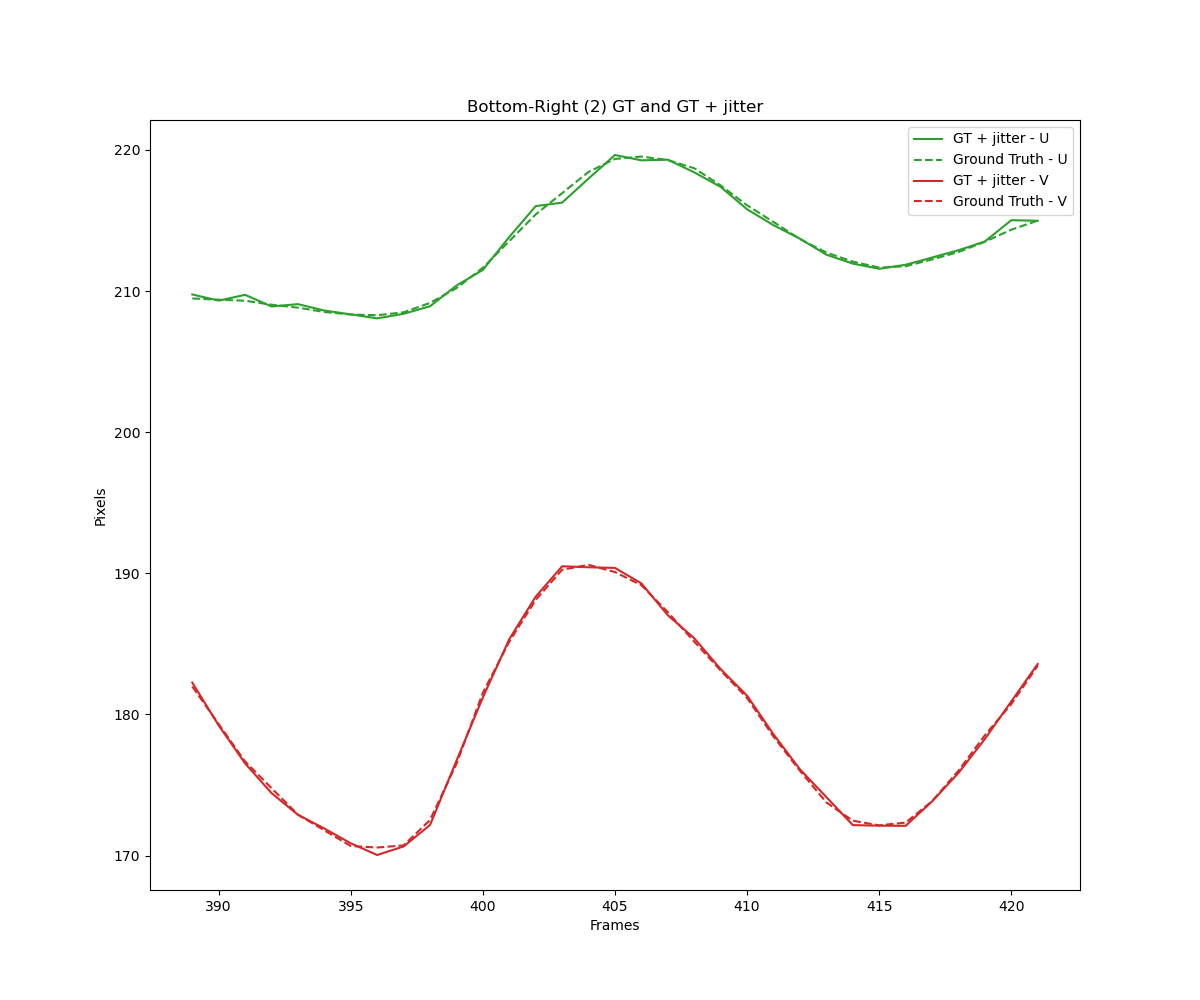 Bottom-Right (2) GT and GT + jitter
GT + jitter - U
Ground Truth - U
GT + jitter - V
Ground Truth - V
220
210
200
190
180
170
Pixels
390 395 400 405 410 415 420
Frames